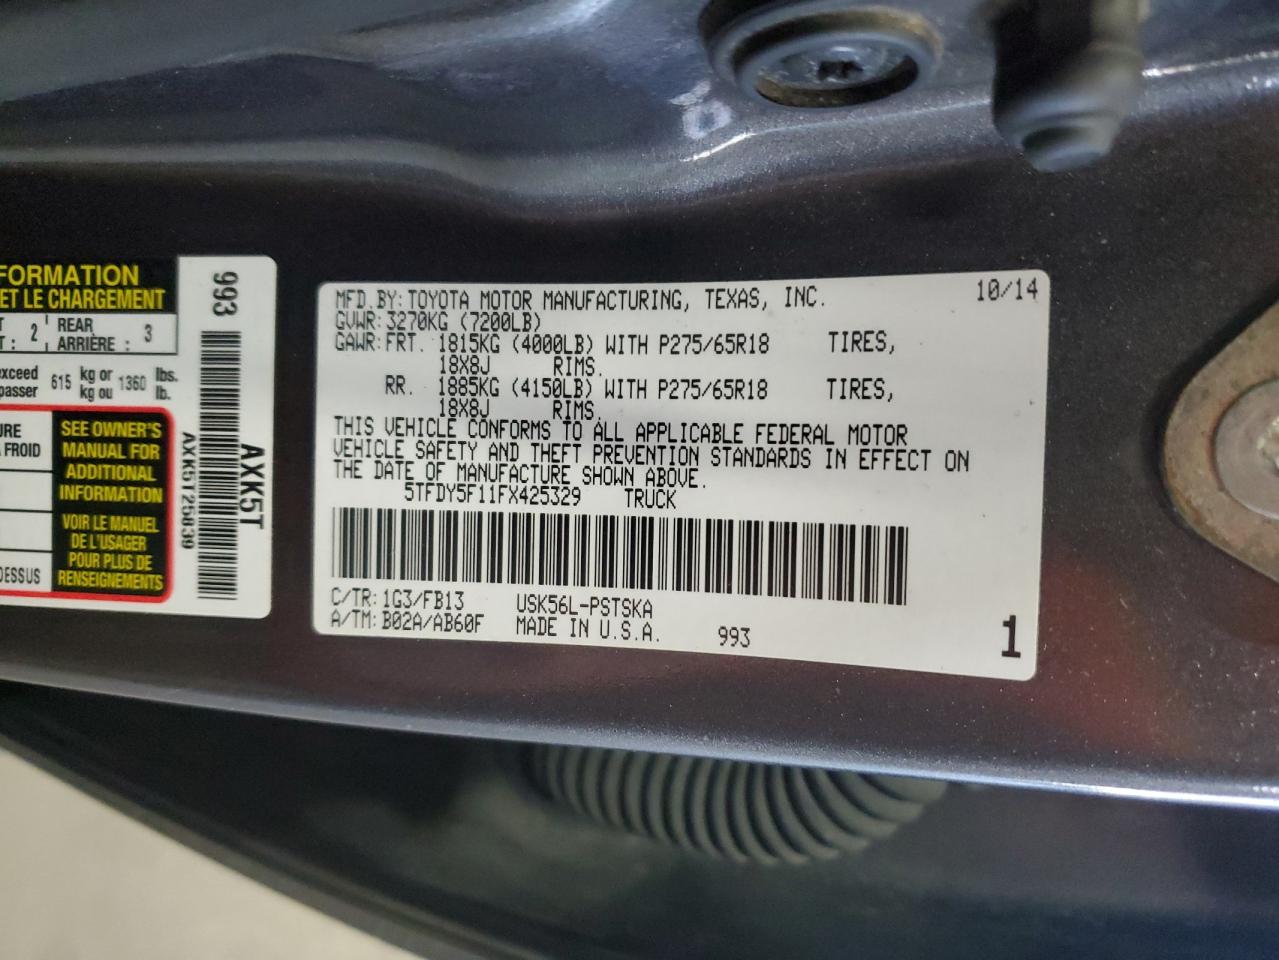 FORMATION
ET LE CHARGEMENT
2 REAR 3
ARRIÈRE :
exceed 615 kg or 1360 lbs.
passer kg ou lb.
URE
FROID
DESSUS
SEE OWNER'S
MANUAL FOR
ADDITIONAL
INFORMATION
VOIR LE MANUEL
DE L'USAGER
POUR PLUS DE
RENSEIGNEMENTS
993
AXK5T
AXK5T25839
MFD.BY: TOYOTA MOTOR MANUFACTURING, TEXAS, INC. 10/14
GVWR: 3270KG (7200LB)
GAWR: FRT. 1815KG (4000LB) WITH P275/65R18 TIRES,
18X8J RIMS.
RR. 1885KG (4150LB) WITH P275/65R18 TIRES,
18X8J RIMS.
THIS VEHICLE CONFORMS TO ALL APPLICABLE FEDERAL MOTOR
VEHICLE SAFETY AND THEFT PREVENTION STANDARDS IN EFFECT ON
THE DATE OF MANUFACTURE SHOWN ABOVE.
5TFDY5F11FX425329 TRUCK
C/TR: 1G3/FB13 USK56L-PSTSKA
A/TM: B02A/AB60F MADE IN U.S.A. 993 1